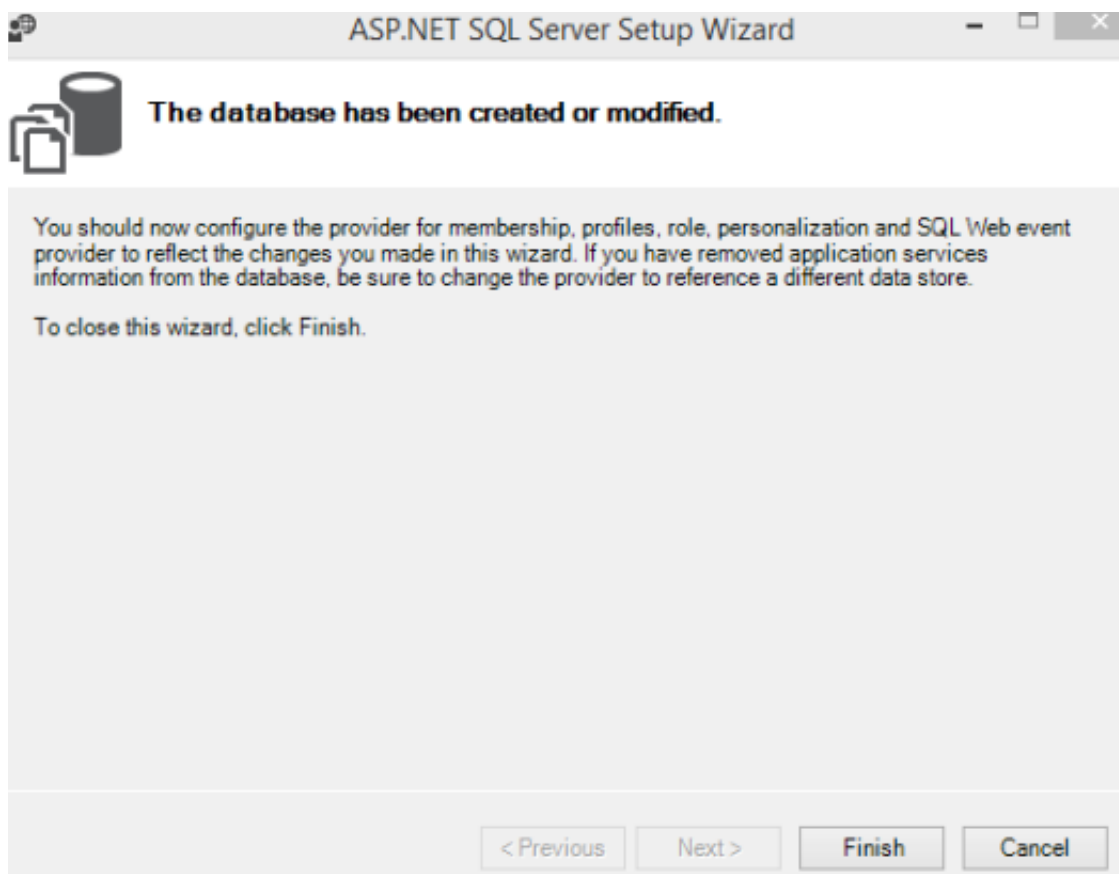 ASP.NET SQL Server Setup Wizard
The database has been created or modified.
You should now configure the provider for membership, profiles, role, personalization and SQL Web event
provider to reflect the changes you made in this wizard. If you have removed application services
information from the database, be sure to change the provider to reference a different data store.
To close this wizard, click Finish.
< Previous
Next >
Finish
Cancel